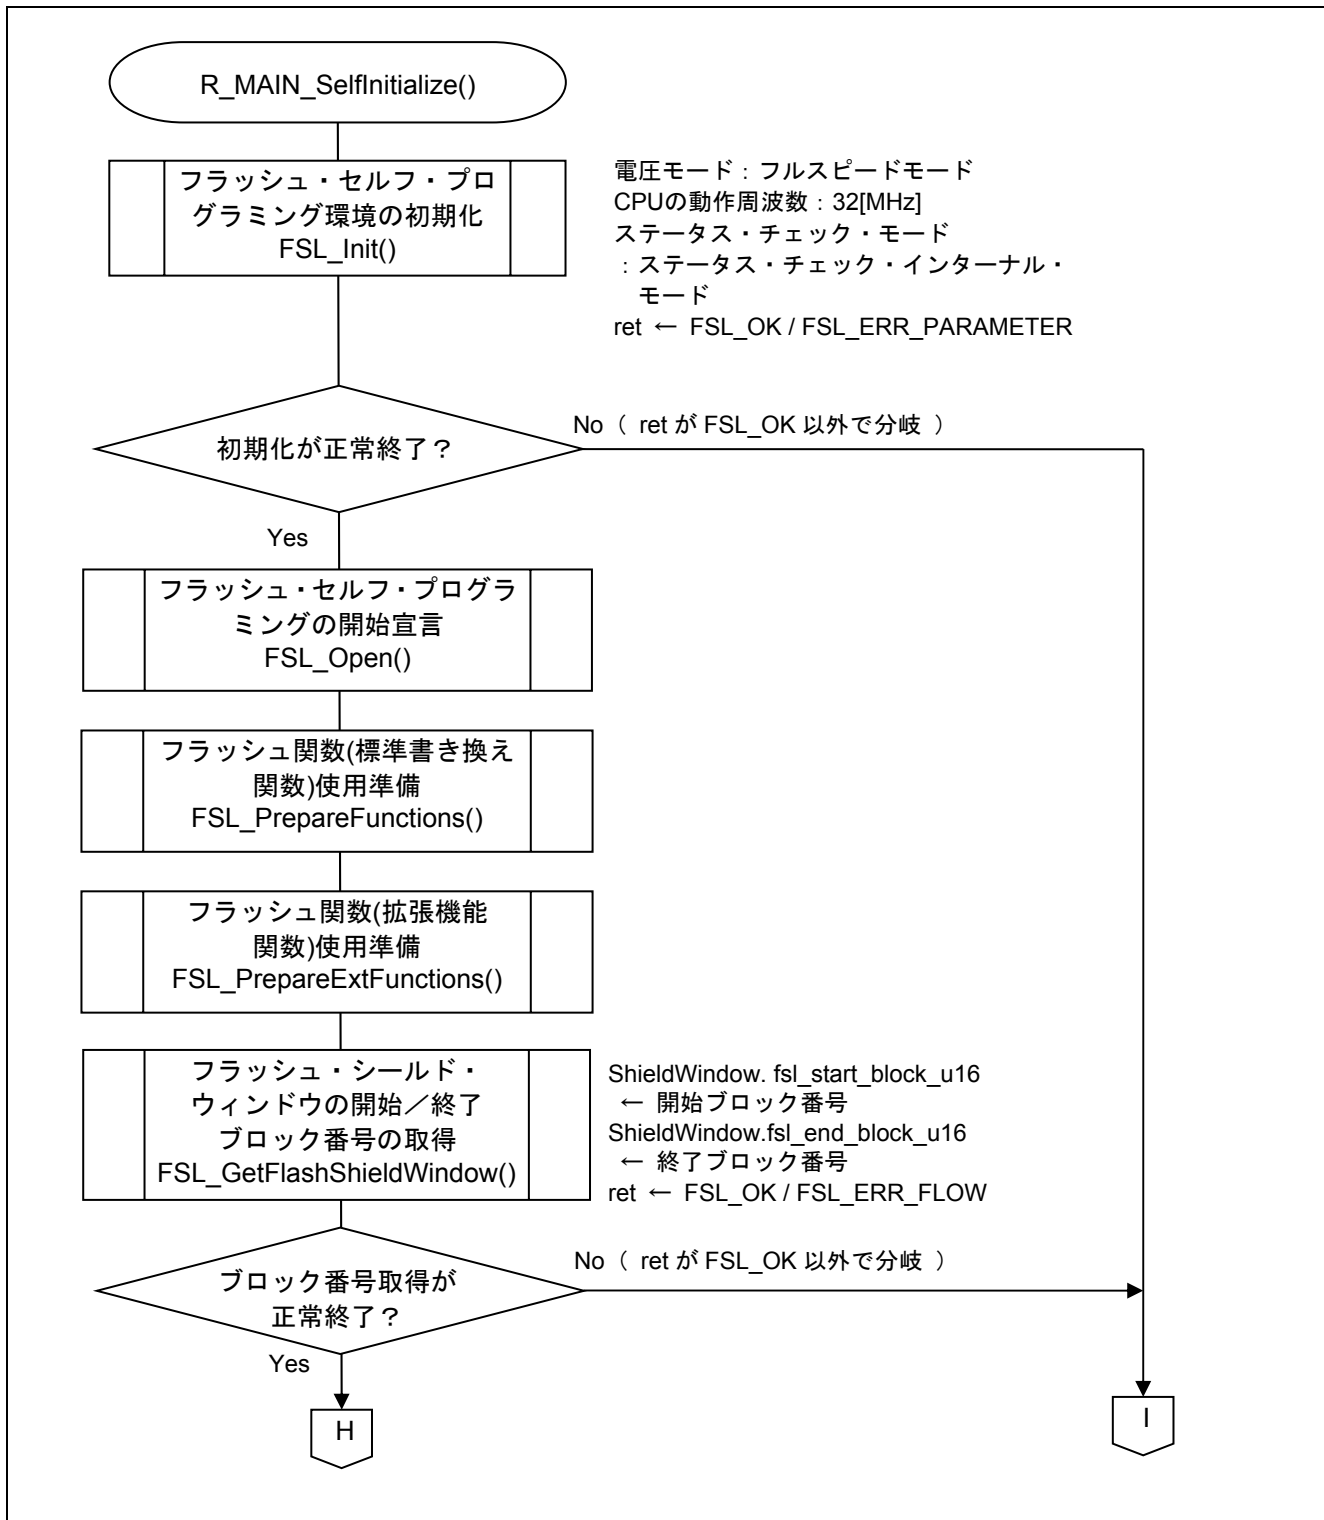 R_MAIN_SelfInitialize()
フラッシュ・セルフ・プロ
グラミング環境の初期化
FSL_Init()
電圧モード：フルスピードモード
CPUの動作周波数：32[MHz]
ステータス・チェック・モード
：ステータス・チェック・インターナル・
モード
ret ← FSL_OK / FSL_ERR_PARAMETER
初期化が正常終了？
No（ ret が FSL_OK 以外で分岐 ）
Yes
フラッシュ・セルフ・プログラ
ミングの開始宣言
FSL_Open()
フラッシュ関数(標準書き換え
関数)使用準備
FSL_PrepareFunctions()
フラッシュ関数(拡張機能
関数)使用準備
FSL_PrepareExtFunctions()
フラッシュ・シールド・
ウィンドウの開始／終了
ブロック番号の取得
FSL_GetFlashShieldWindow()
ShieldWindow. fsl_start_block_u16
← 開始ブロック番号
ShieldWindow.fsl_end_block_u16
← 終了ブロック番号
ret ← FSL_OK / FSL_ERR_FLOW
ブロック番号取得が
正常終了？
No（ ret が FSL_OK 以外で分岐 ）
Yes
H
I